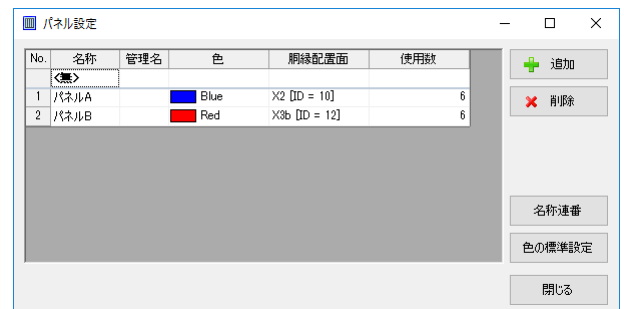 パネル設定
No. 名称 管理名 色 胴縁配置面 使用数
<無>
1 パネルA Blue X2 [ID = 10] 6
2 パネルB Red X3b [ID = 12] 6
追加
削除
名称連番
色の標準設定
閉じる